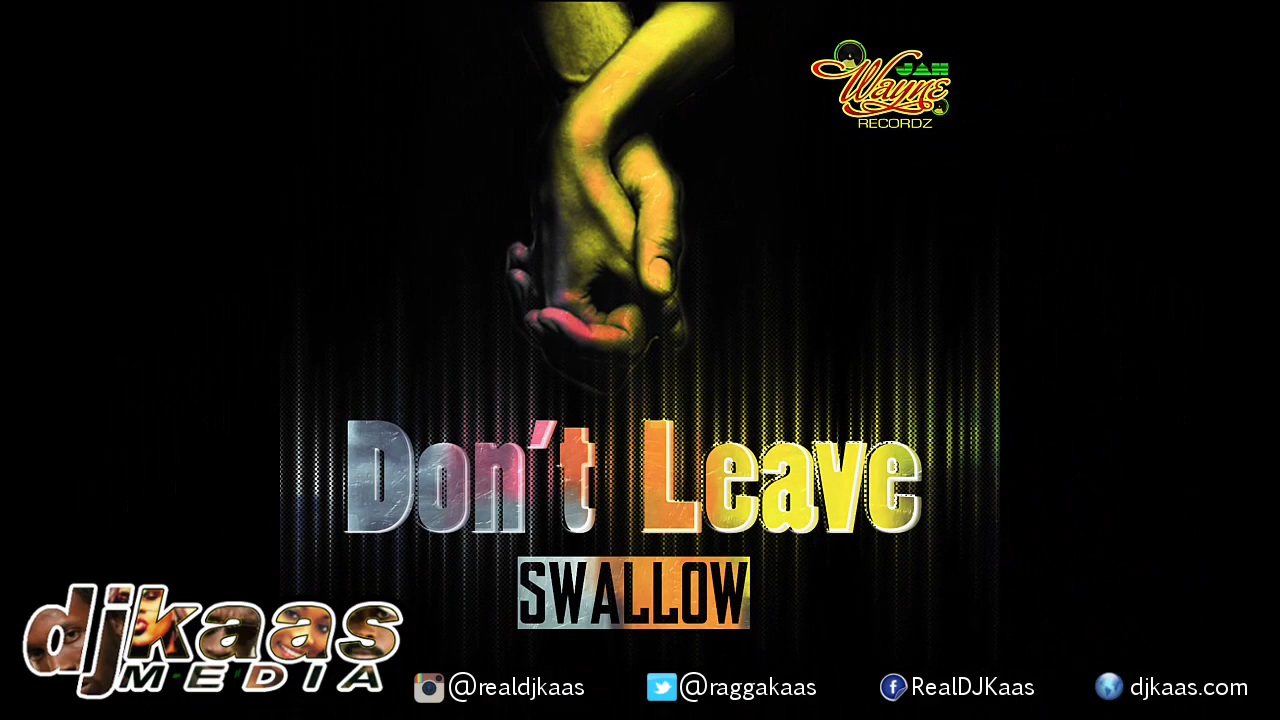 JAH
Wayne
RECORDZ
Don't Leave
SWALLOW
djkaas
MEDIA
@realdjkaas @raggakaas RealDJKaas djkaas.com